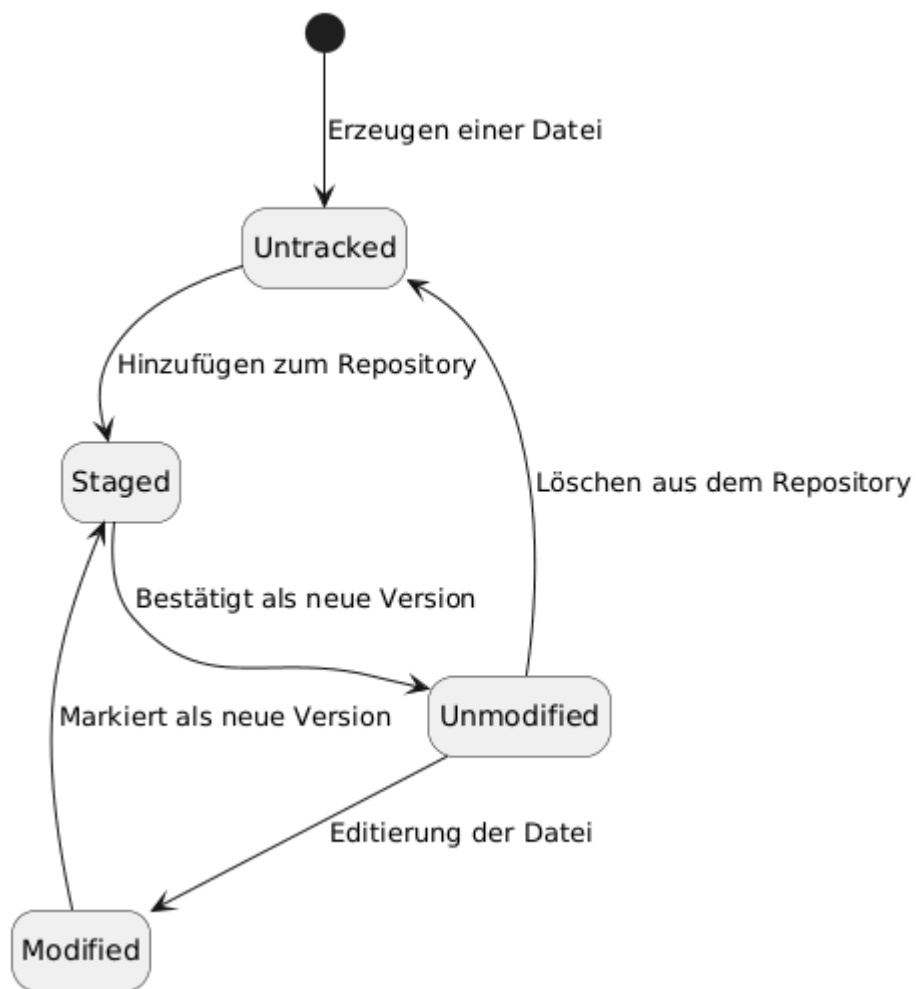 Erzeugen einer Datei
Untracked
Hinzufügen zum Repository
Staged
Löschen aus dem Repository
Bestätigt als neue Version
Markiert als neue Version
Unmodified
Editierung der Datei
Modified